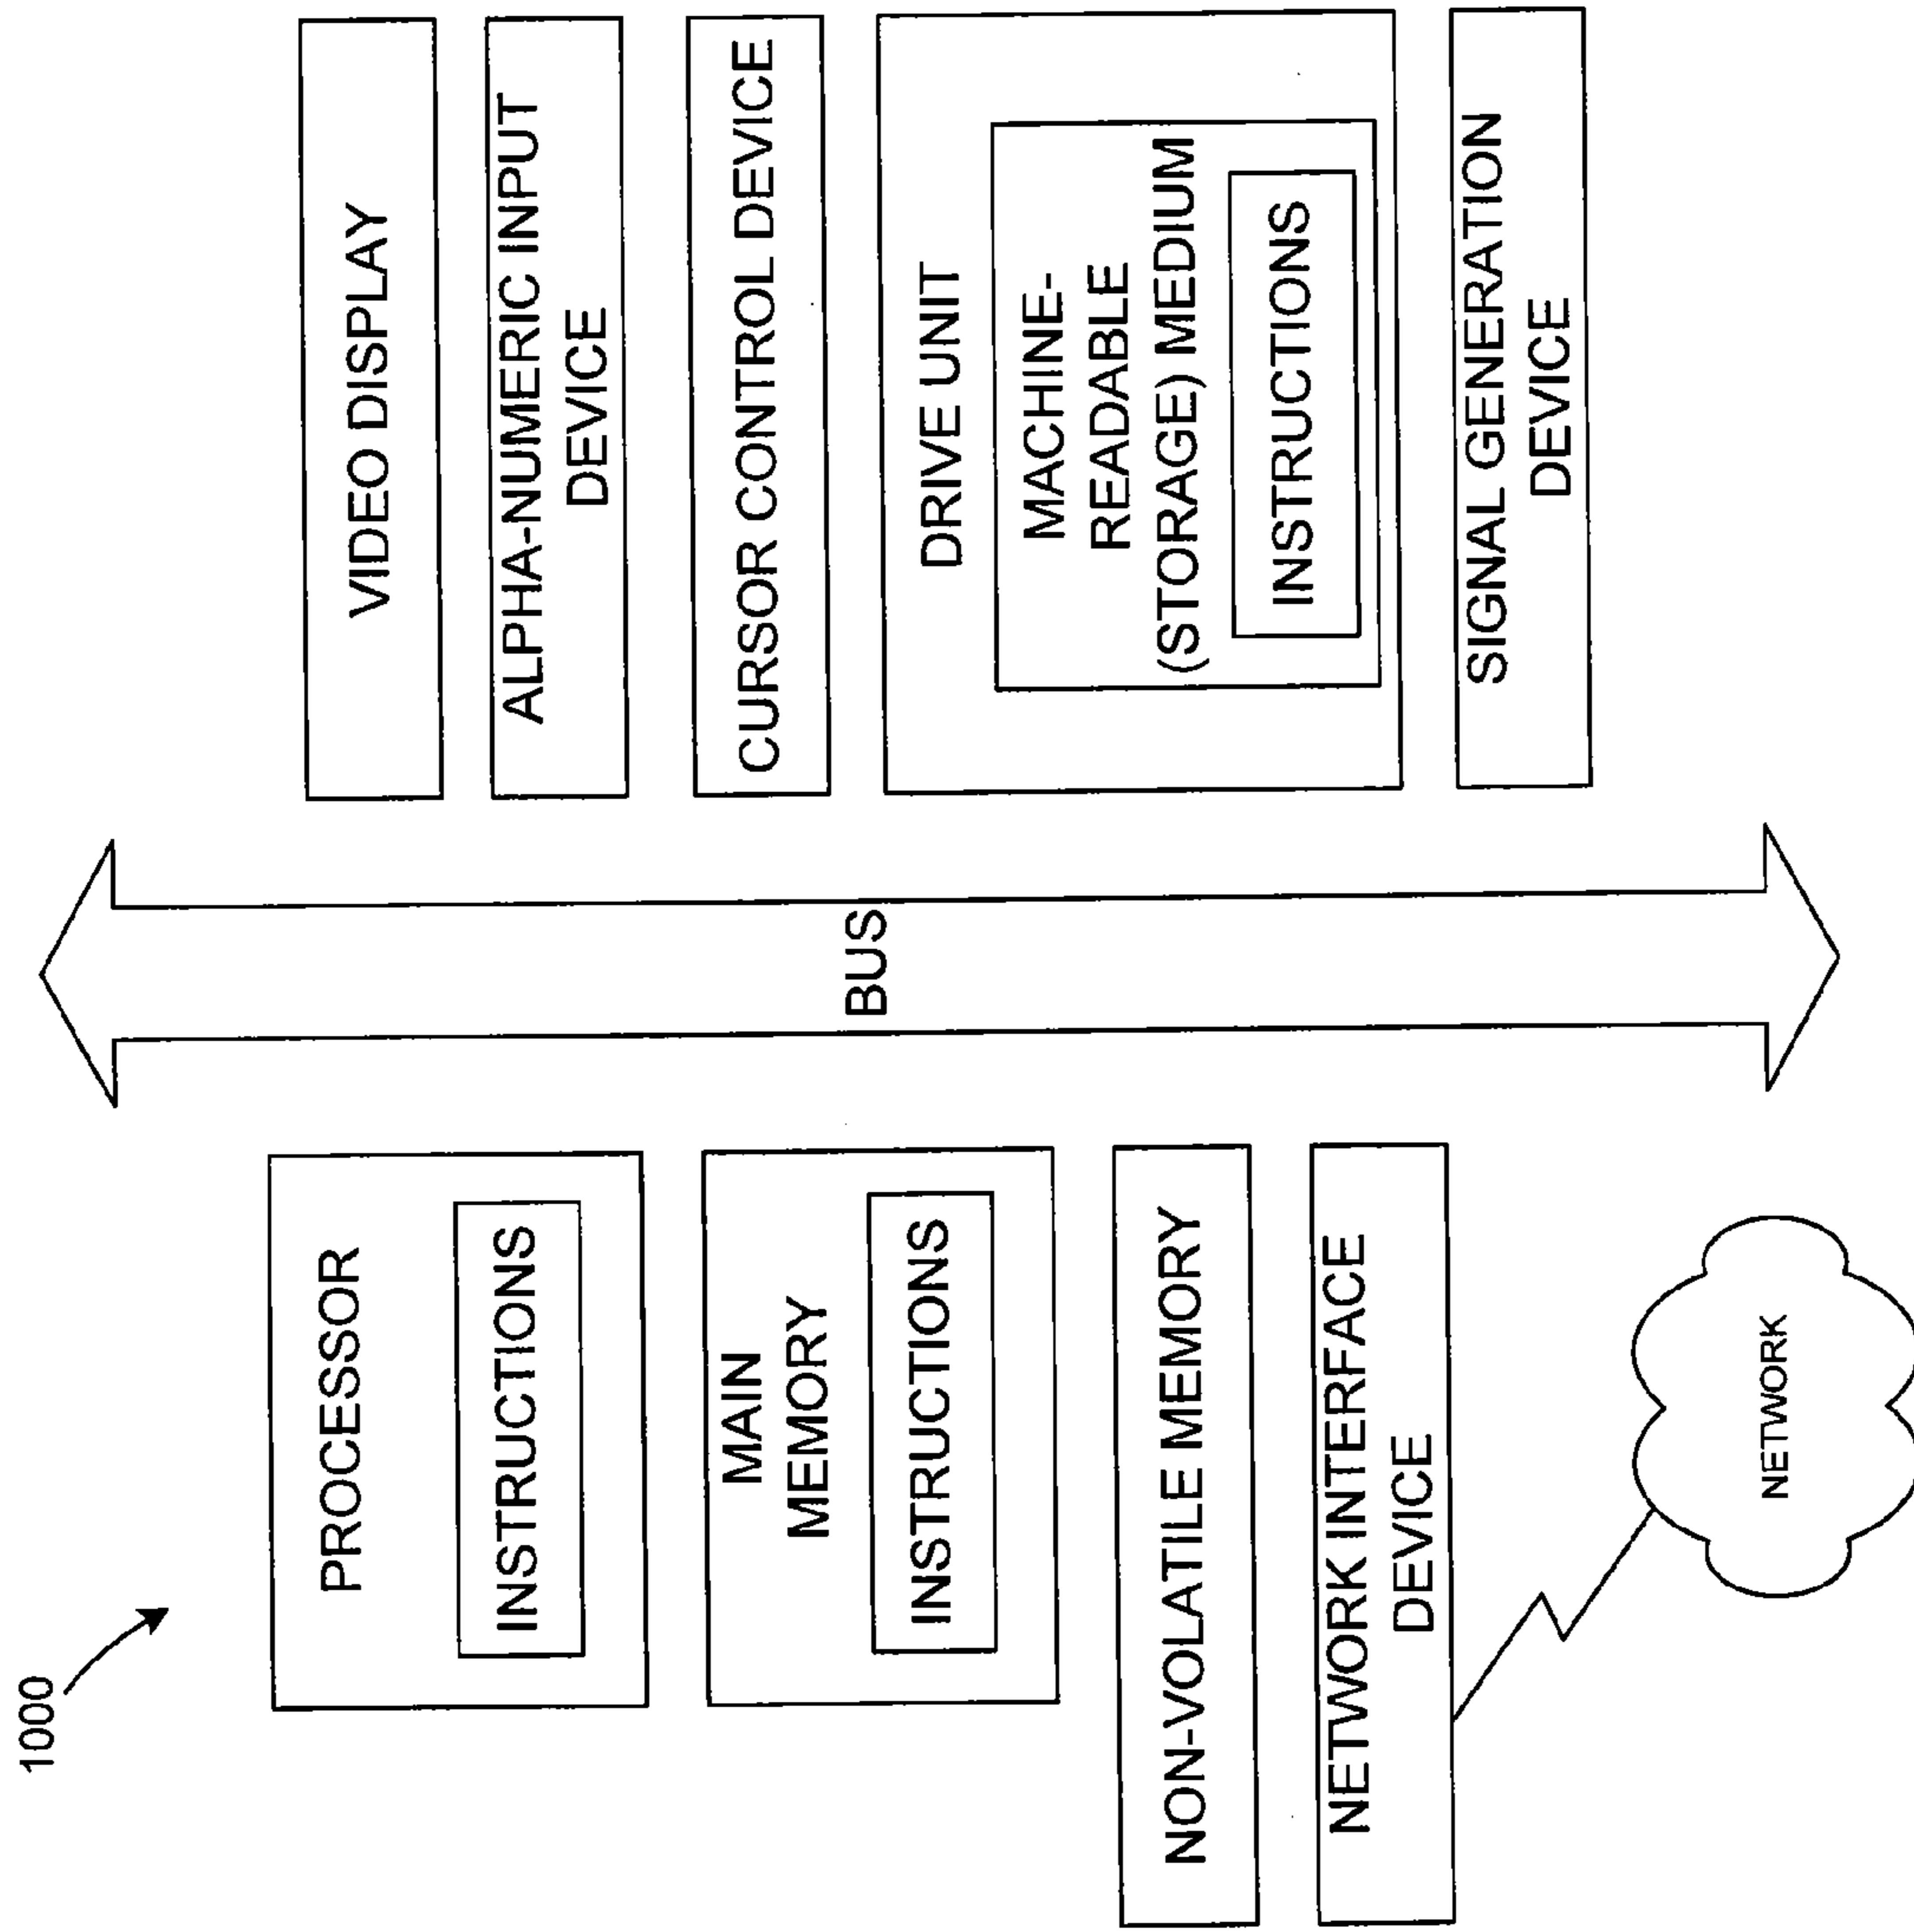 1000
PROCESSOR
INSTRUCTIONS
MAIN
MEMORY
INSTRUCTIONS
NON-VOLATILE MEMORY
NETWORK INTERFACE
DEVICE
NETWORK
BUS
VIDEO DISPLAY
ALPHA-NUMERIC INPUT
DEVICE
CURSOR CONTROL DEVICE
DRIVE UNIT
MACHINE-
READABLE
(STORAGE) MEDIUM
INSTRUCTIONS
SIGNAL GENERATION
DEVICE